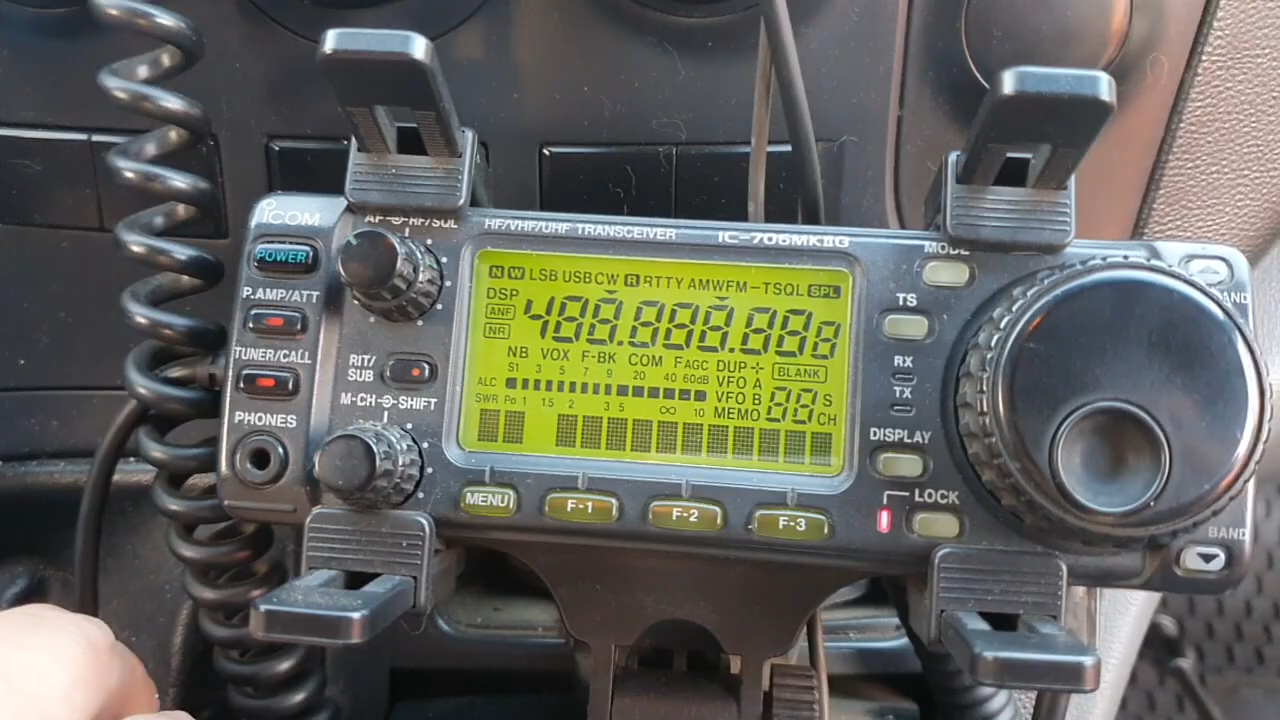 ICOM
AF RF/SQL
HF/VHF/UHF TRANSCEIVER
IC-706MKIIG
POWER
MODE
P.AMP/ATT
TUNER/CALL
PHONES
RIT/
SUB
M-CH SHIFT
N W LSB USB CW R RTTY AM WFM -TSQL SPL
DSP
ANF
NR
488.888.888
NB VOX F-BK COM FAGC DUP -+ BLANK
S1 3 5 7 9 20 40 60dB VFO A
ALC VFO B 88 S
SWR Po 1 1.5 2 3 5 ∞ 10 MEMO CH
MENU
F-1
F-2
F-3
TS
RX
TX
DISPLAY
LOCK
BAND
BAND